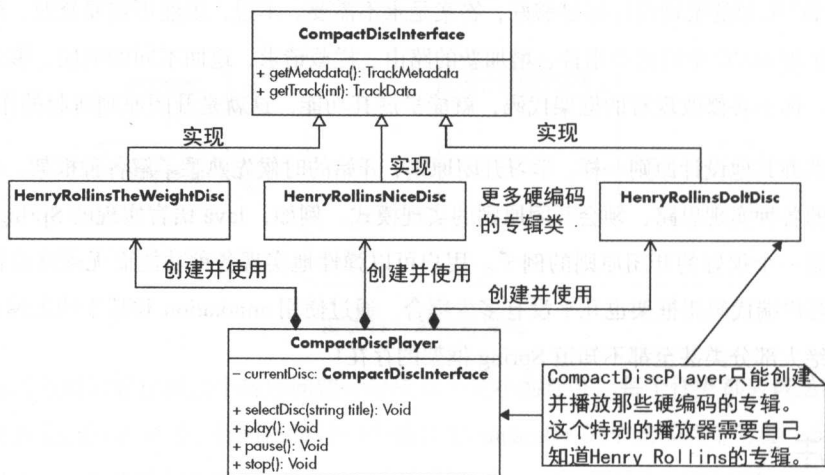 CompactDiscInterface
+ getMetadata(): TrackMetadata
+ getTrack(int): TrackData
实现
实现
实现
HenryRollinsTheWeightDisc
HenryRollinsNiceDisc
更多硬编码
的专辑类
HenryRollinsDoItDisc
创建并使用
创建并使用
创建并使用
CompactDiscPlayer
– currentDisc: CompactDiscInterface
+ selectDisc(string title): Void
+ play(): Void
+ pause(): Void
+ stop(): Void
CompactDiscPlayer只能创建
并播放那些硬编码的专辑。
这个特别的播放器需要自己
知道Henry Rollins的专辑。